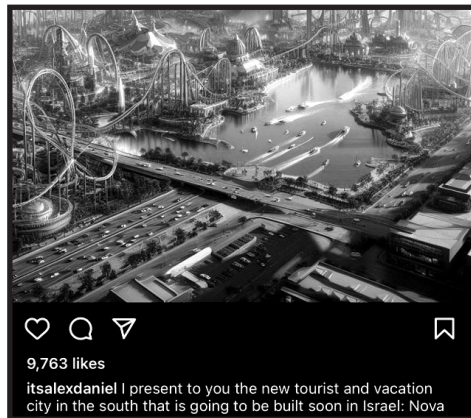 9,763 likes
itsalexdaniel I present to you the new tourist and vacation
city in the south that is going to be built soon in Israel: Nova